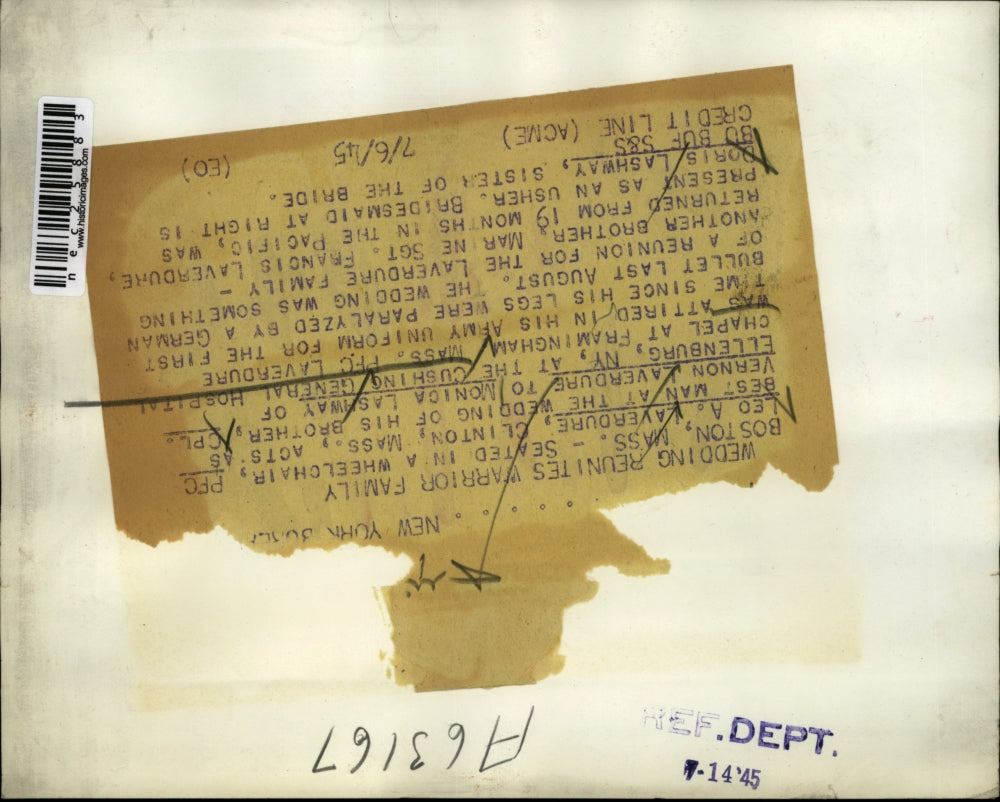 NEW YORK
WEDDING REUNITES WARRIOR FAMILY
BOSTON, MASS. - SEATED IN A WHEELCHAIR, PFC
LEO A. LAVERDURE, CLINTON, MASS., ACTS AS
BEST MAN AT THE WEDDING OF HIS BROTHER, CPL.
VERNON LAVERDURE TO MONICA LASHWAY OF
ELLENBURG, NY, AT THE CUSHING GENERAL HOSPITAL
CHAPEL AT FRAMINGHAM, MASS. PFC LAVERDURE
WAS ATTIRED IN HIS ARMY UNIFORM FOR THE FIRST
TIME SINCE HIS LEGS WERE PARALYZED BY A GERMAN
BULLET LAST AUGUST. THE WEDDING WAS SOMETHING
OF A REUNION FOR THE LAVERDURE FAMILY -
ANOTHER BROTHER, MARINE SGT. FRANCIS LAVERDURE,
RETURNED FROM 19 MONTHS IN THE PACIFIC, WAS
PRESENT AS AN USHER. BRIDESMAID AT RIGHT IS
DORIS LASHWAY, SISTER OF THE BRIDE.
BU BUF S&S
CREDIT LINE (ACME) 7/6/45 (EO)
A63167
REF.DEPT.
7-14'45
nec25883
www.historicimages.com